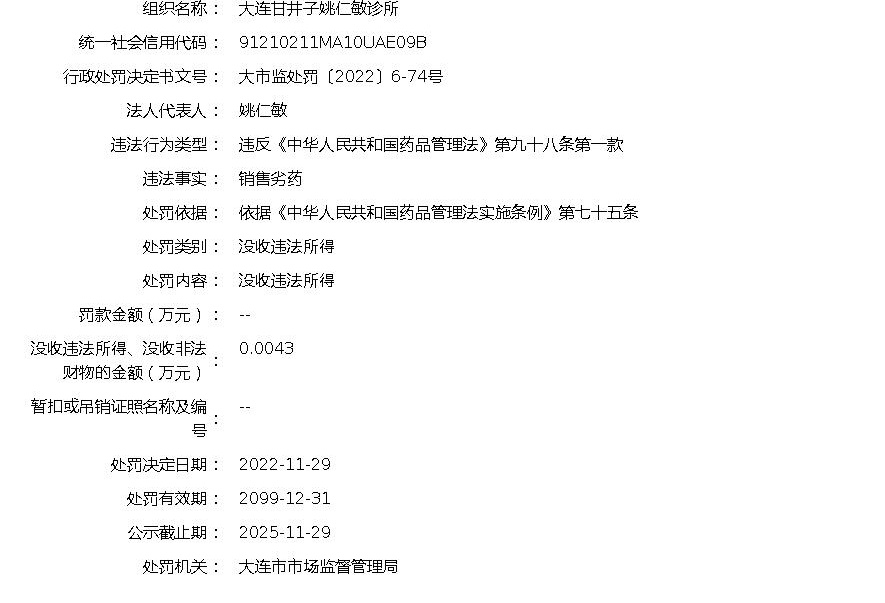 组织名称： 大连甘井子姚仁敏诊所
统一社会信用代码： 91210211MA10UAE09B
行政处罚决定书文号： 大市监处罚〔2022〕6-74号
法人代表人： 姚仁敏
违法行为类型： 违反《中华人民共和国药品管理法》第九十八条第一款
违法事实： 销售劣药
处罚依据： 依据《中华人民共和国药品管理法实施条例》第七十五条
处罚类别： 没收违法所得
处罚内容： 没收违法所得
罚款金额（万元）： --
没收违法所得、没收非法
财物的金额（万元）： 0.0043
暂扣或吊销证照名称及编
号： --
处罚决定日期： 2022-11-29
处罚有效期： 2099-12-31
公示截止期： 2025-11-29
处罚机关： 大连市市场监督管理局